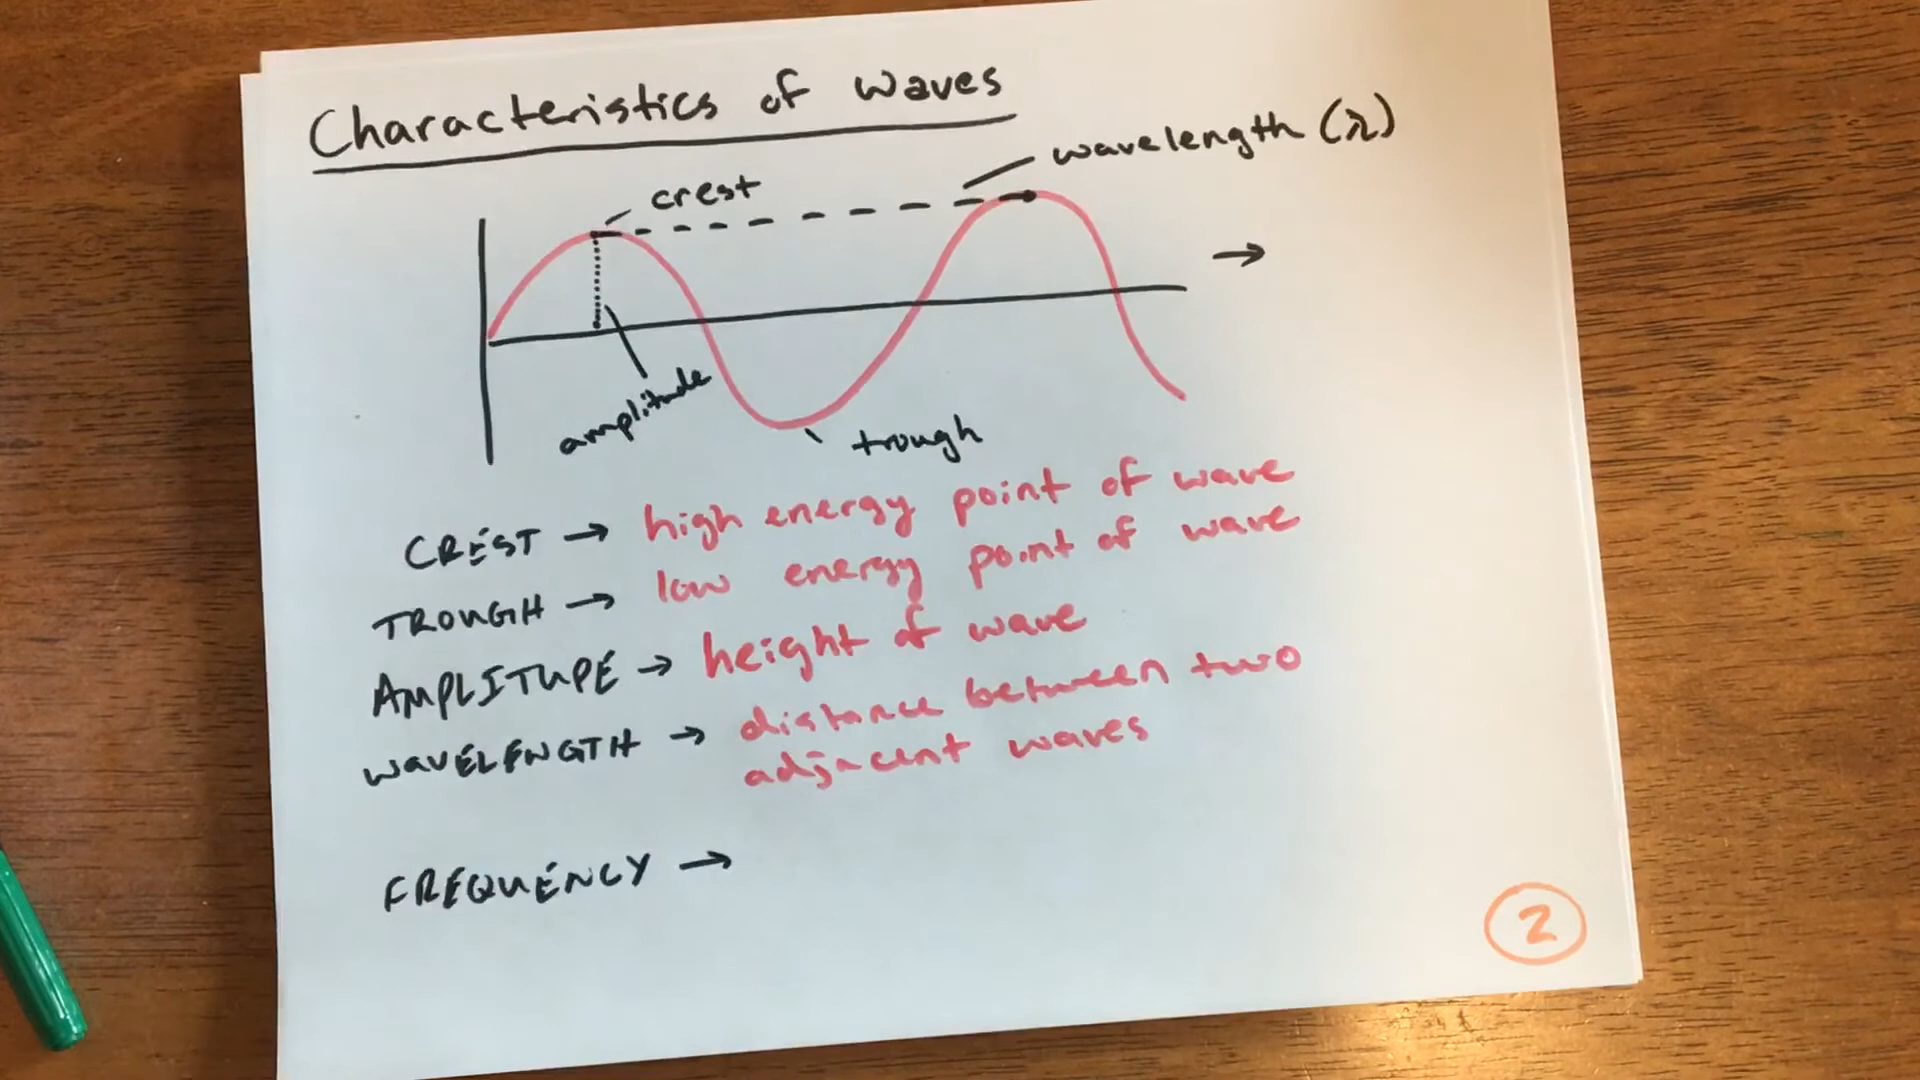 Characteristics of waves
wavelength (λ)
crest
amplitude
trough
CREST → high energy point of wave
TROUGH → low energy point of wave
AMPLITUDE → height of wave
WAVELENGTH → distance between two
adjacent waves
FREQUENCY →
2